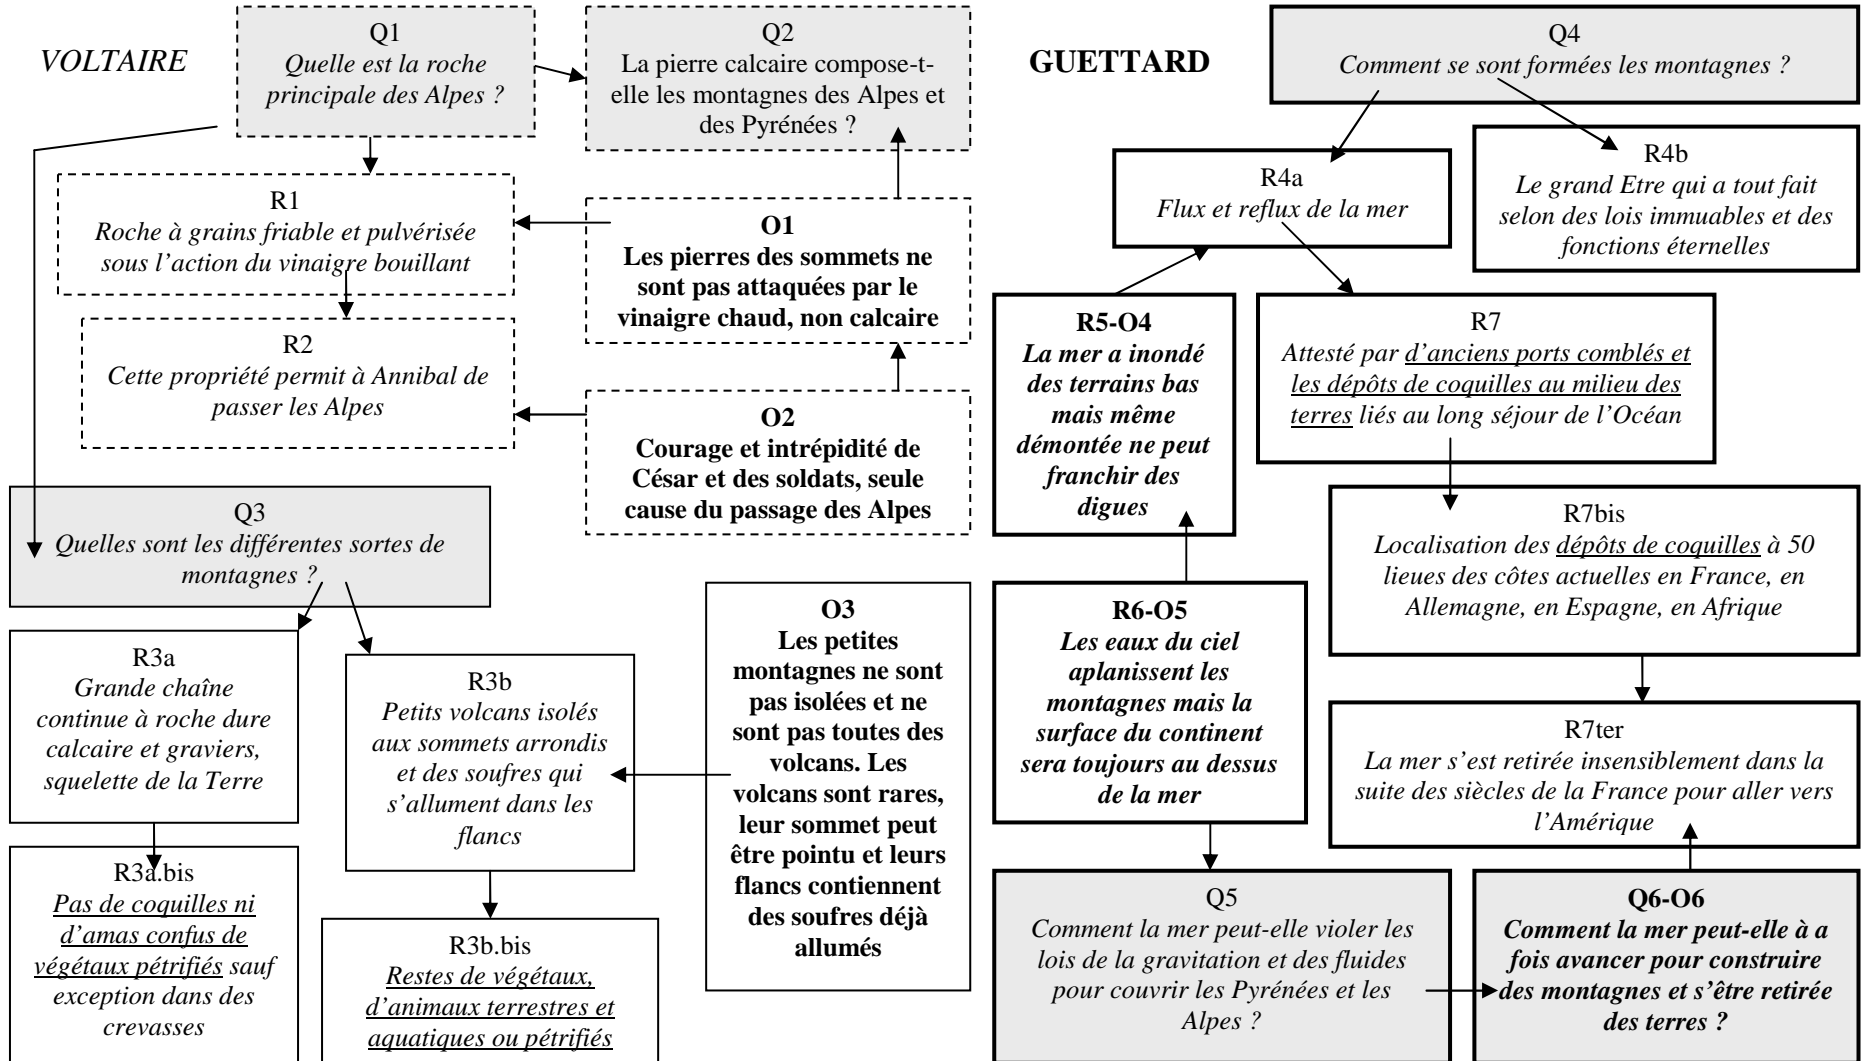 VOLTAIRE
Q1
Quelle est la roche
principale des Alpes ?
Q2
La pierre calcaire compose-t-
elle les montagnes des Alpes et
des Pyrénées ?
R1
Roche à grains friable et pulvérisée
sous l’action du vinaigre bouillant
O1
Les pierres des sommets ne
sont pas attaquées par le
vinaigre chaud, non calcaire
R2
Cette propriété permit à Annibal de
passer les Alpes
O2
Courage et intrépidité de
César et des soldats, seule
cause du passage des Alpes
Q3
Quelles sont les différentes sortes de
montagnes ?
R3a
Grande chaîne
continue à roche dure
calcaire et graviers,
squelette de la Terre
R3b
Petits volcans isolés
aux sommets arrondis
et des soufres qui
s’allument dans les
flancs
O3
Les petites
montagnes ne sont
pas isolées et ne
sont pas toutes des
volcans. Les
volcans sont rares,
leur sommet peut
être pointu et leurs
flancs contiennent
des soufres déjà
allumés
R3a.bis
Pas de coquilles ni
d’amas confus de
végétaux pétrifiés sauf
exception dans des
crevasses
R3b.bis
Restes de végétaux,
d’animaux terrestres et
aquatiques ou pétrifiés
GUETTARD
Q4
Comment se sont formées les montagnes ?
R4a
Flux et reflux de la mer
R4b
Le grand Etre qui a tout fait
selon des lois immuables et des
fonctions éternelles
R5-O4
La mer a inondé
des terrains bas
mais même
démontée ne peut
franchir des
digues
R7
Attesté par d’anciens ports comblés et
les dépôts de coquilles au milieu des
terres liés au long séjour de l’Océan
R7bis
Localisation des dépôts de coquilles à 50
lieues des côtes actuelles en France, en
Allemagne, en Espagne, en Afrique
R6-O5
Les eaux du ciel
aplanissent les
montagnes mais la
surface du continent
sera toujours au dessus
de la mer
R7ter
La mer s’est retirée insensiblement dans la
suite des siècles de la France pour aller vers
l’Amérique
Q5
Comment la mer peut-elle violer les
lois de la gravitation et des fluides
pour couvrir les Pyrénées et les
Alpes ?
Q6-O6
Comment la mer peut-elle à a
fois avancer pour construire
des montagnes et s’être retirée
des terres ?